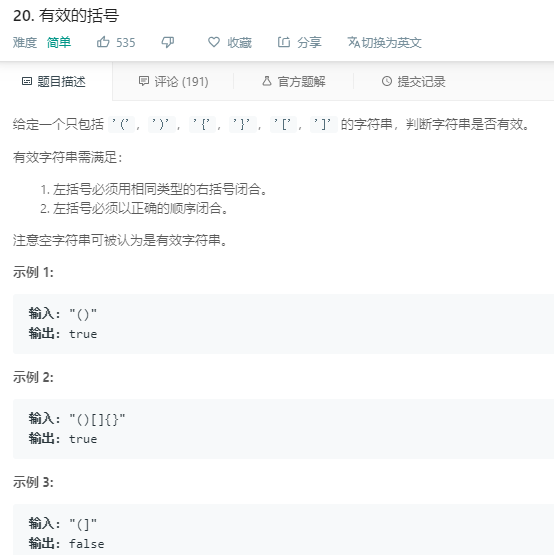 20. 有效的括号
难度 简单 535 收藏 分享 切换为英文
题目描述 评论 (191) 官方题解 提交记录
给定一个只包括 '(', ')', '{', '}', '[', ']' 的字符串，判断字符串是否有效。
有效字符串需满足：
1. 左括号必须用相同类型的右括号闭合。
2. 左括号必须以正确的顺序闭合。
注意空字符串可被认为是有效字符串。
示例 1:
输入: "()"
输出: true
示例 2:
输入: "()[]{}"
输出: true
示例 3:
输入: "(]"
输出: false